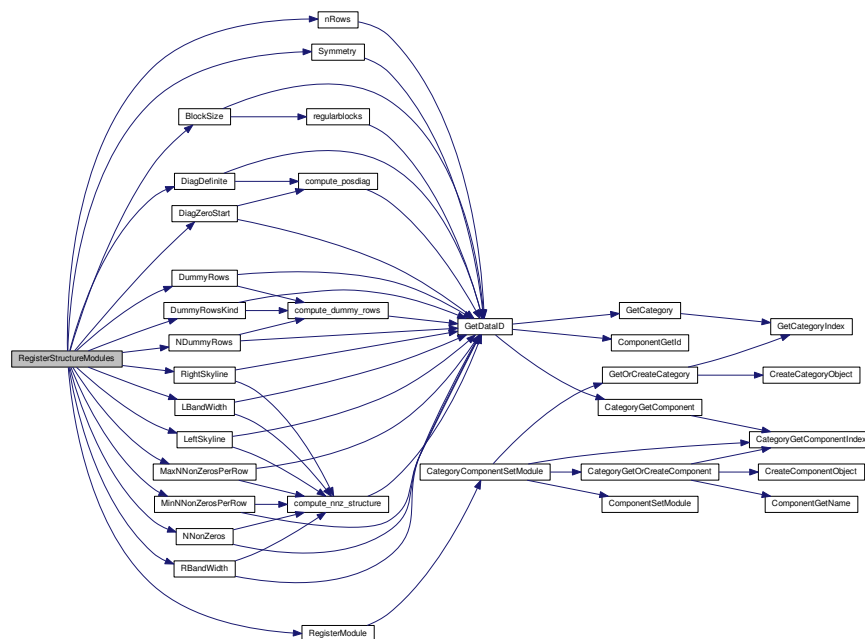 nRows
Symmetry
BlockSize
regularblocks
DiagDefinite
compute_posdiag
DiagZeroStart
DummyRows
DummyRowsKind
compute_dummy_rows
GetCategory
GetDataID
GetCategoryIndex
NDummyRows
ComponentGetId
RegisterStructureModules
RightSkyline
GetOrCreateCategory
CreateCategoryObject
LBandWidth
CategoryGetComponent
LeftSkyline
CategoryGetComponentIndex
MaxNNonZerosPerRow
CategoryComponentSetModule
CategoryGetOrCreateComponent
CreateComponentObject
MinNNonZerosPerRow
compute_nnz_structure
ComponentSetModule
ComponentGetName
NNonZeros
RBandWidth
RegisterModule